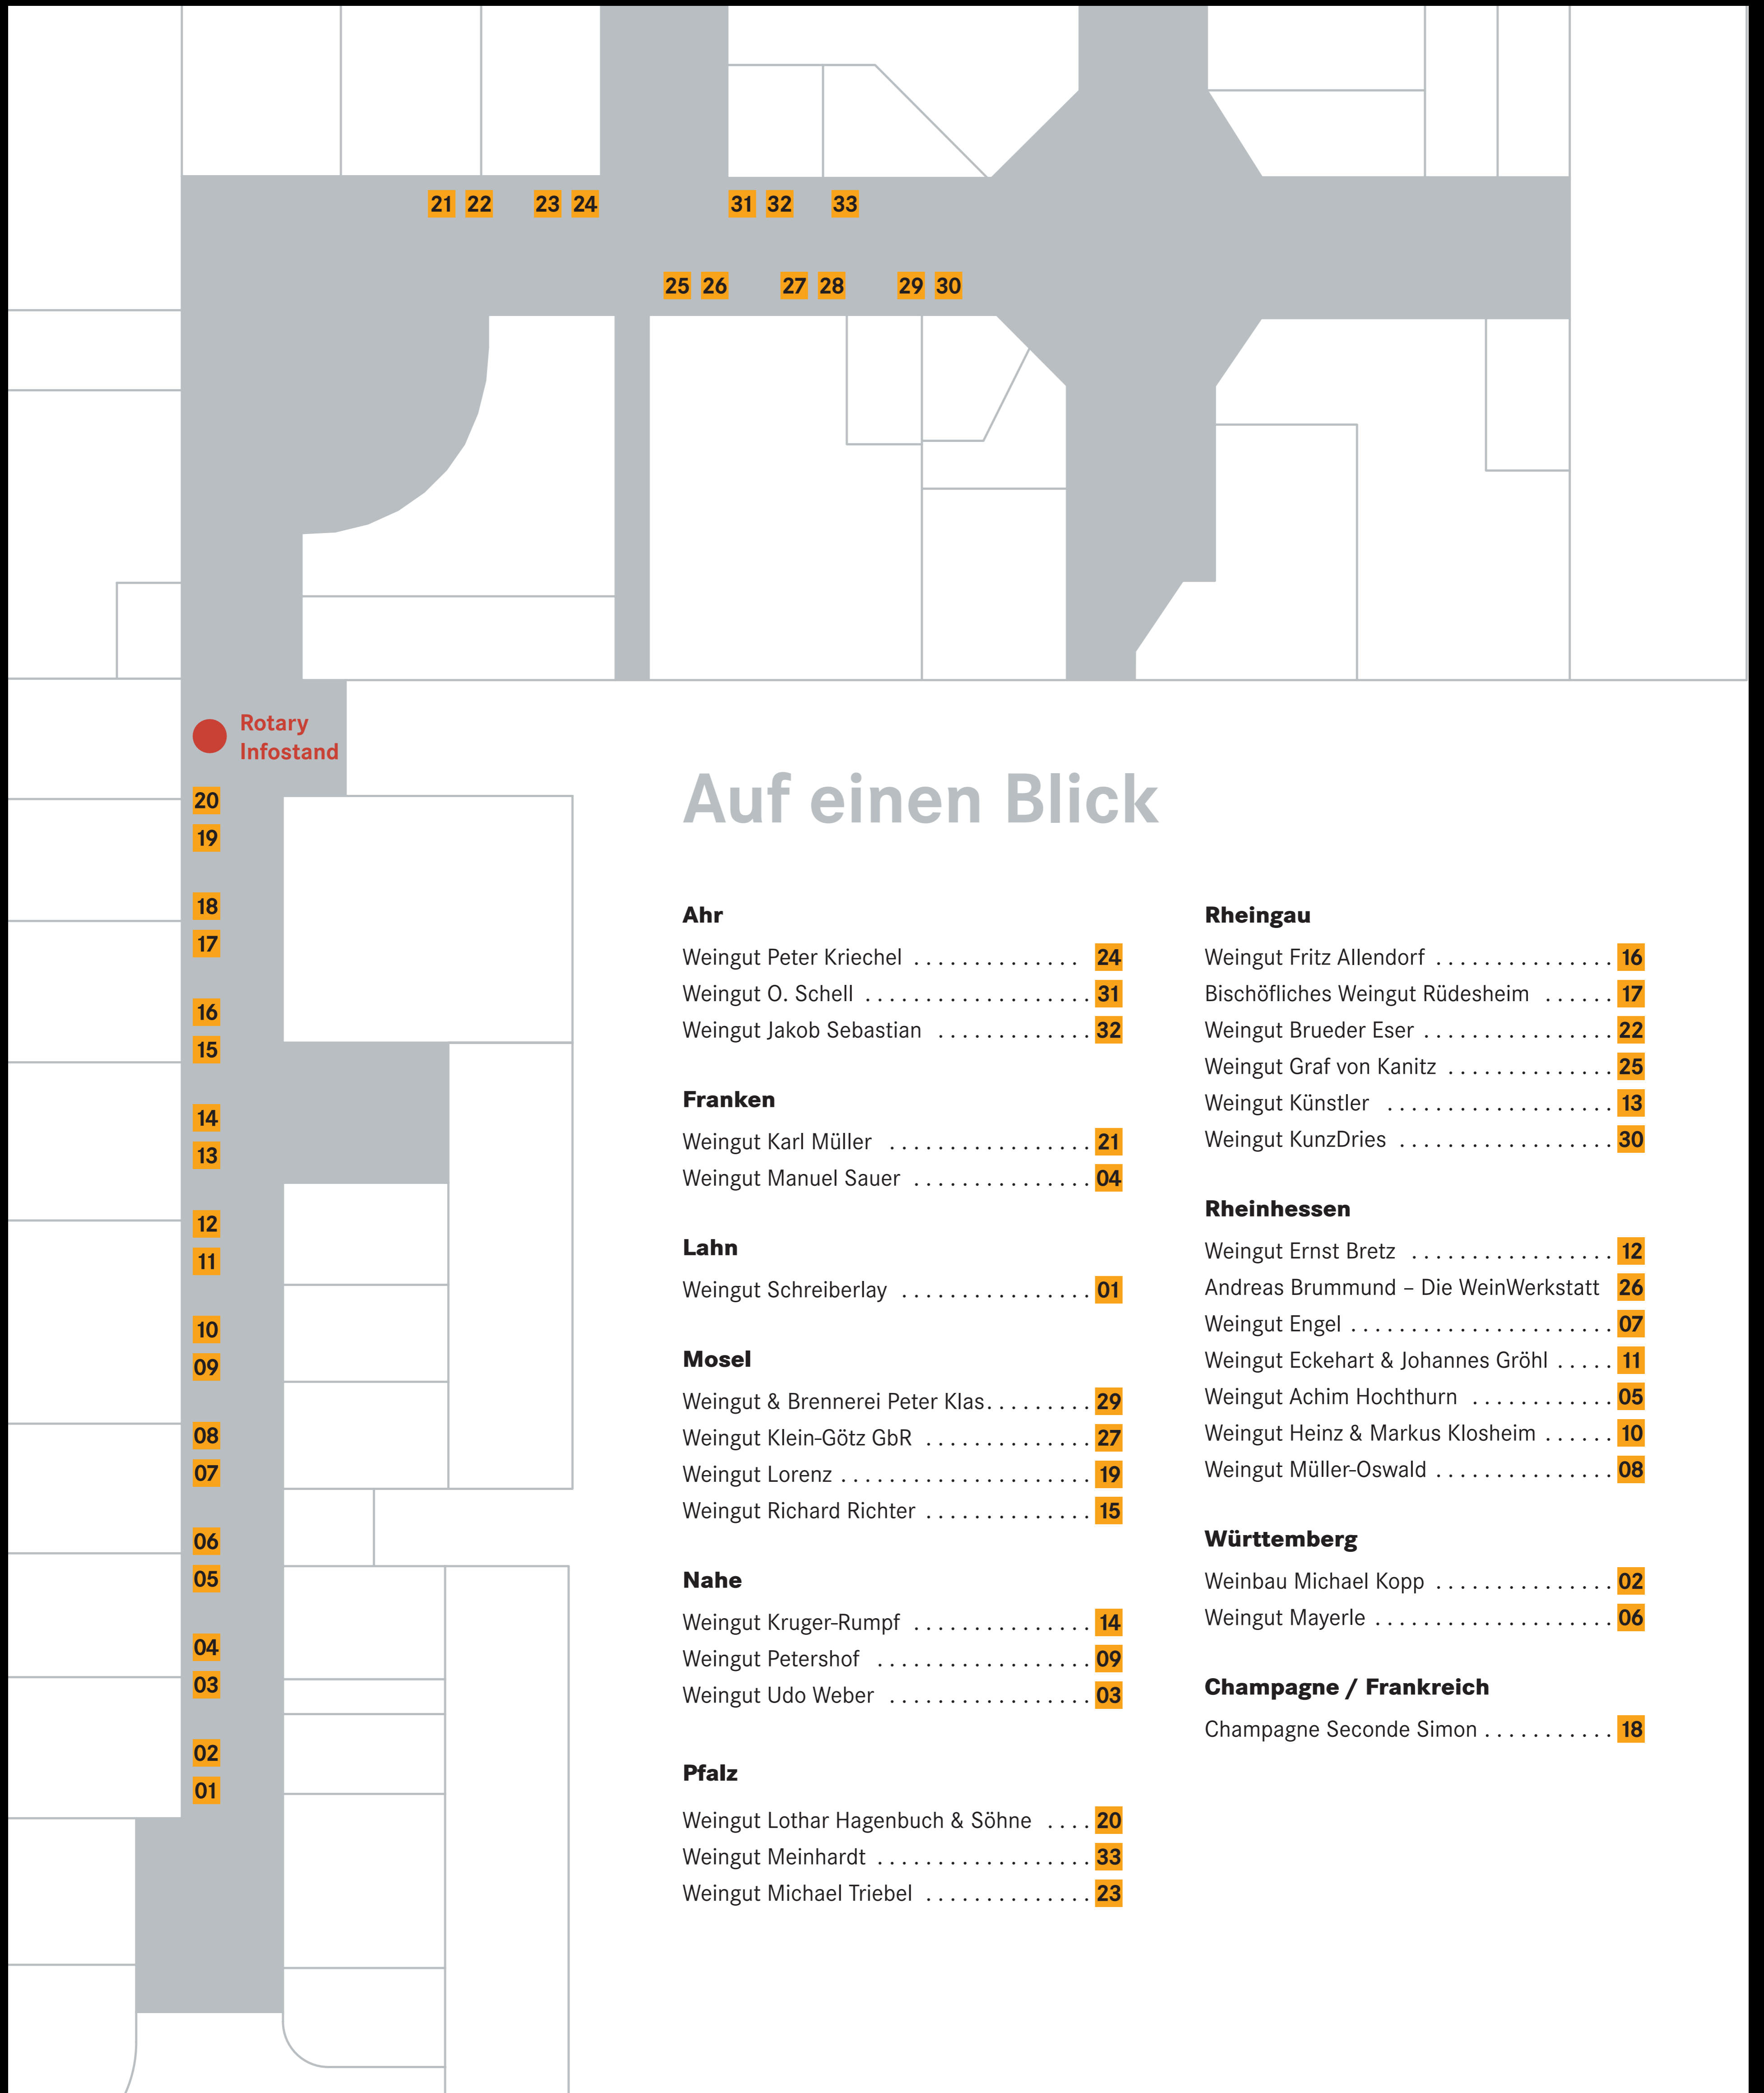 21 22 23 24 31 32 33
25 26 27 28 29 30
Rotary
Infostand
20
19
18
17
16
15
14
13
12
11
10
09
08
07
06
05
04
03
02
01
Auf einen Blick
Ahr
Weingut Peter Kriechel . . . . . . . . . . . . . . 24
Weingut O. Schell . . . . . . . . . . . . . . . . . . . 31
Weingut Jakob Sebastian . . . . . . . . . . . . . 32
Franken
Weingut Karl Müller . . . . . . . . . . . . . . . . . 21
Weingut Manuel Sauer . . . . . . . . . . . . . . . 04
Lahn
Weingut Schreiberlay . . . . . . . . . . . . . . . . 01
Mosel
Weingut & Brennerei Peter Klas. . . . . . . . . 29
Weingut Klein-Götz GbR . . . . . . . . . . . . . . 27
Weingut Lorenz . . . . . . . . . . . . . . . . . . . . . 19
Weingut Richard Richter . . . . . . . . . . . . . . 15
Nahe
Weingut Kruger-Rumpf . . . . . . . . . . . . . . . 14
Weingut Petershof . . . . . . . . . . . . . . . . . . 09
Weingut Udo Weber . . . . . . . . . . . . . . . . . 03
Pfalz
Weingut Lothar Hagenbuch & Söhne . . . . 20
Weingut Meinhardt . . . . . . . . . . . . . . . . . . 33
Weingut Michael Triebel . . . . . . . . . . . . . . 23
Rheingau
Weingut Fritz Allendorf . . . . . . . . . . . . . . . 16
Bischöfliches Weingut Rüdesheim . . . . . . 17
Weingut Brueder Eser . . . . . . . . . . . . . . . . 22
Weingut Graf von Kanitz . . . . . . . . . . . . . . 25
Weingut Künstler . . . . . . . . . . . . . . . . . . . 13
Weingut KunzDries . . . . . . . . . . . . . . . . . . 30
Rheinhessen
Weingut Ernst Bretz . . . . . . . . . . . . . . . . . 12
Andreas Brummund – Die WeinWerkstatt 26
Weingut Engel . . . . . . . . . . . . . . . . . . . . . . 07
Weingut Eckehart & Johannes Gröhl . . . . . 11
Weingut Achim Hochthurn . . . . . . . . . . . . 05
Weingut Heinz & Markus Klosheim . . . . . . 10
Weingut Müller-Oswald . . . . . . . . . . . . . . . 08
Württemberg
Weinbau Michael Kopp . . . . . . . . . . . . . . . 02
Weingut Mayerle . . . . . . . . . . . . . . . . . . . . 06
Champagne / Frankreich
Champagne Seconde Simon . . . . . . . . . . . 18